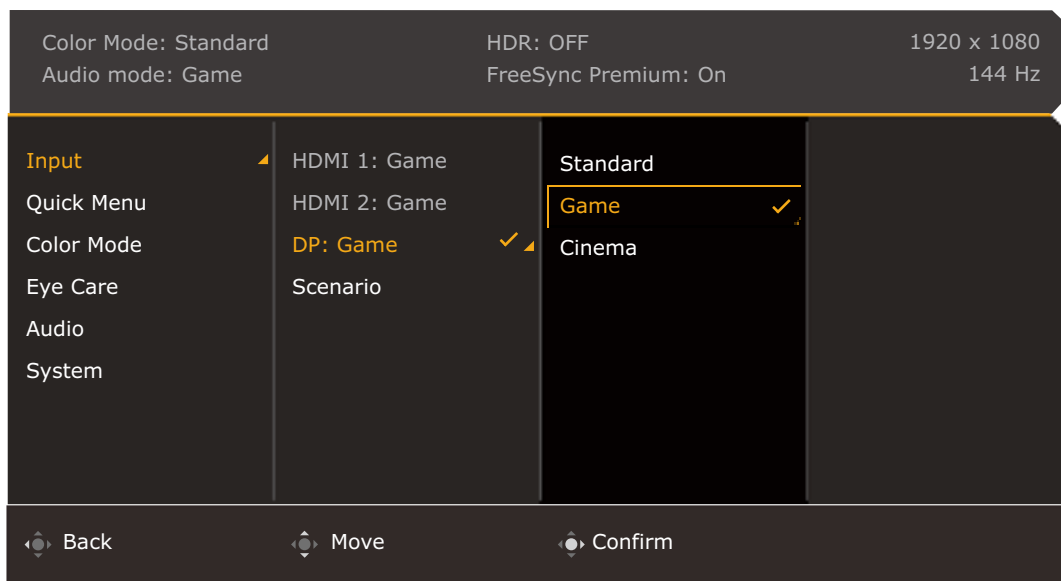 Color Mode: Standard
HDR: OFF
1920 x 1080
Audio mode: Game
FreeSync Premium: On
144 Hz
Input
Quick Menu
Color Mode
Eye Care
Audio
System
HDMI 1: Game
HDMI 2: Game
DP: Game
Scenario
Standard
Game
Cinema
Back
Move
Confirm